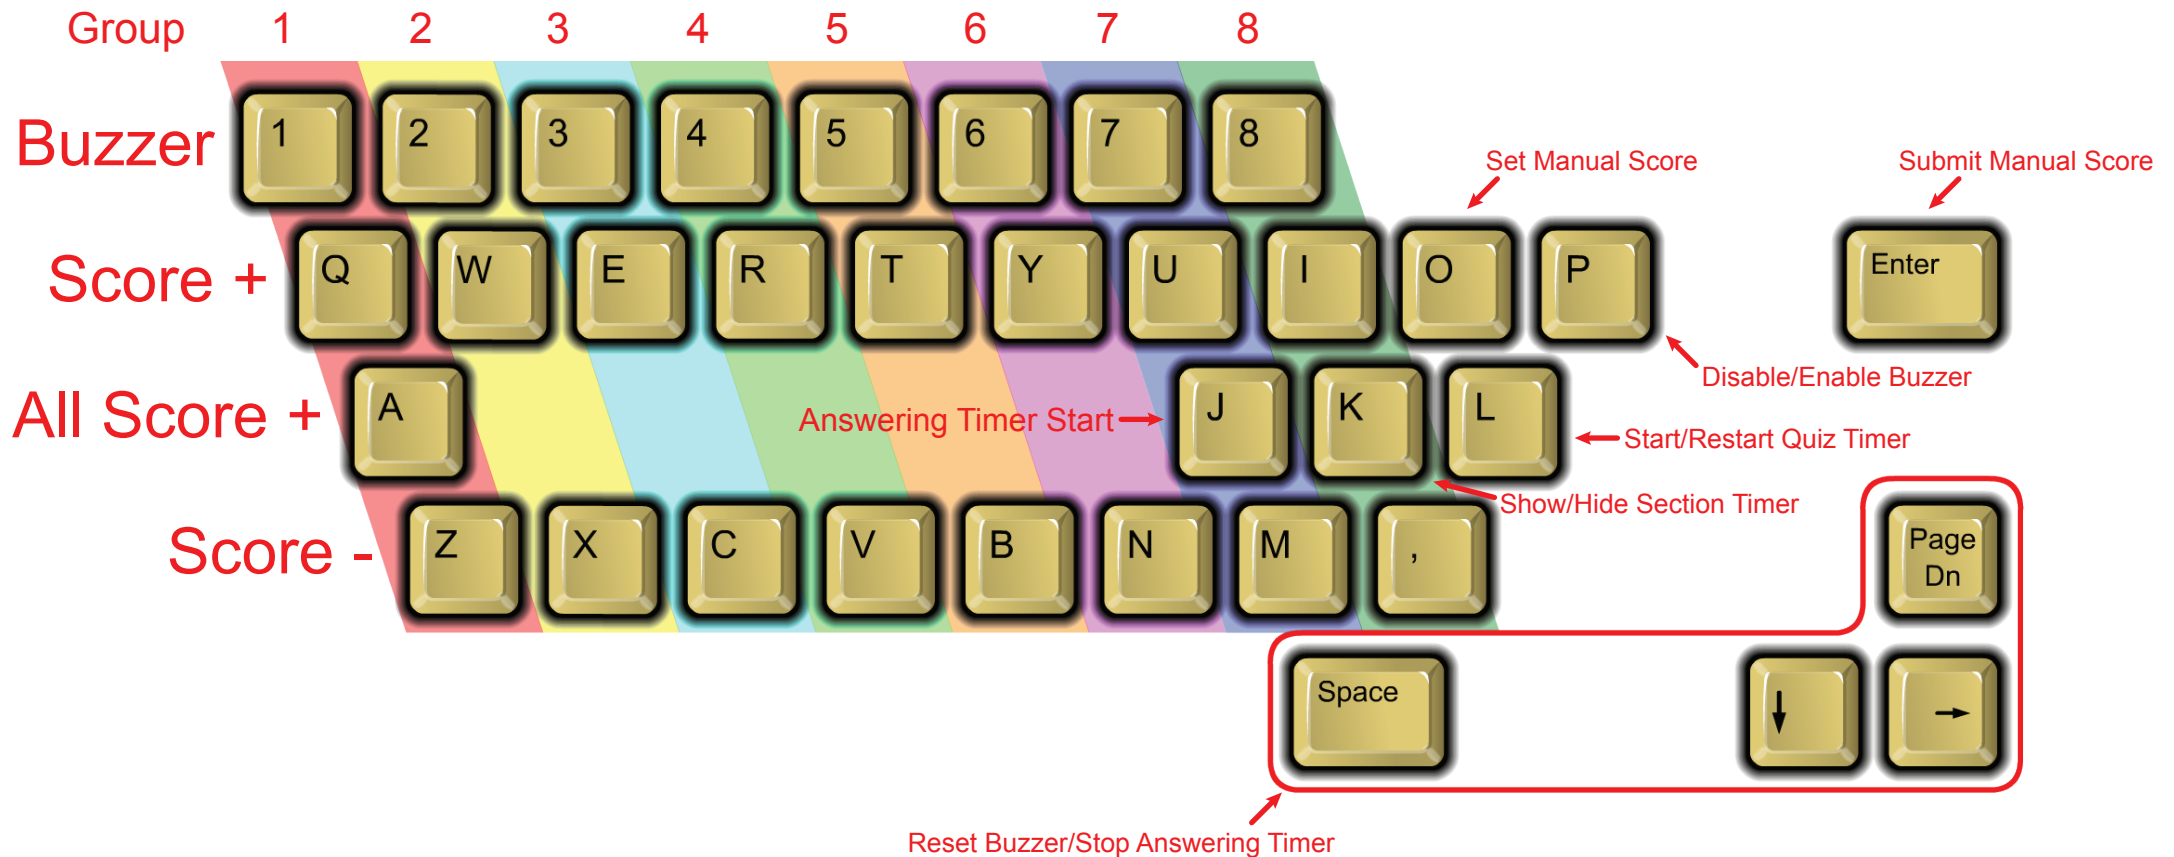 Group 1 2 3 4 5 6 7 8
Buzzer 1 2 3 4 5 6 7 8
Set Manual Score
Submit Manual Score
Score + Q W E R T Y U I O P Enter
Disable/Enable Buzzer
All Score + A
Answering Timer Start J K L
Start/Restart Quiz Timer
Show/Hide Section Timer
Score - Z X C V B N M ,
Page
Dn
Space ↓ →
Reset Buzzer/Stop Answering Timer